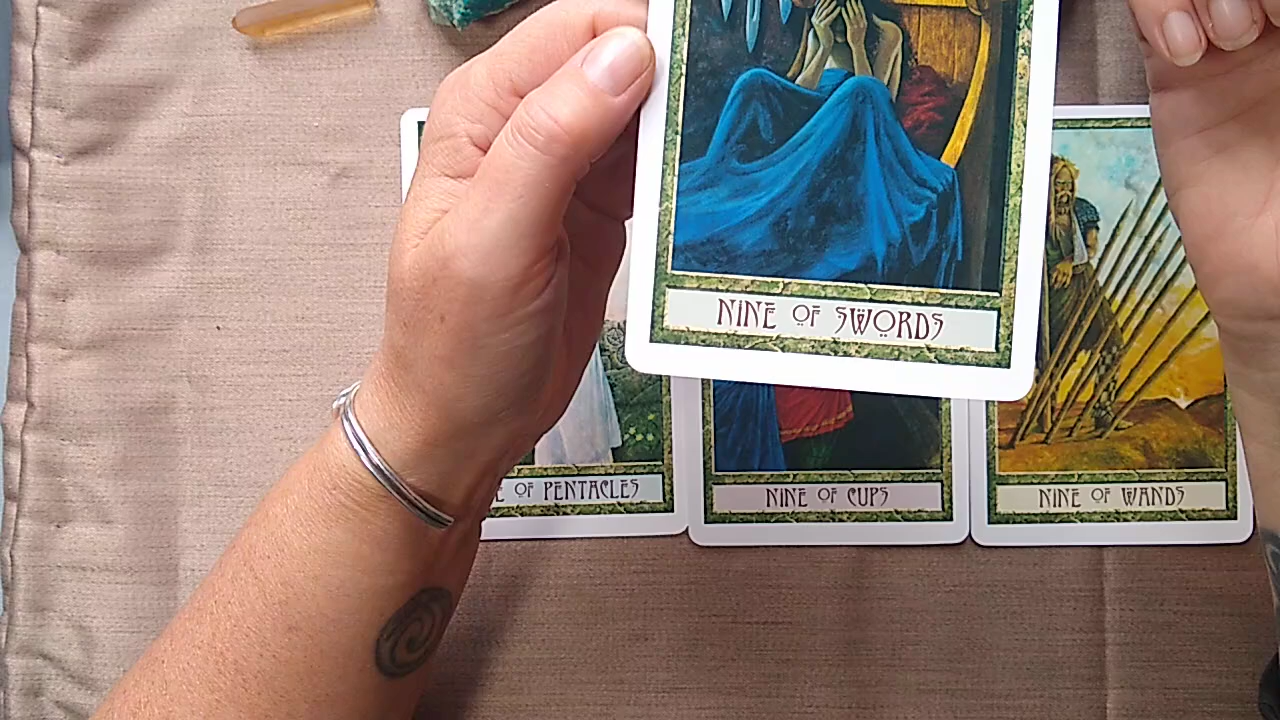 NINE OF SWORDS
E OF PENTACLES
NINE OF CUPS
NINE OF WANDS